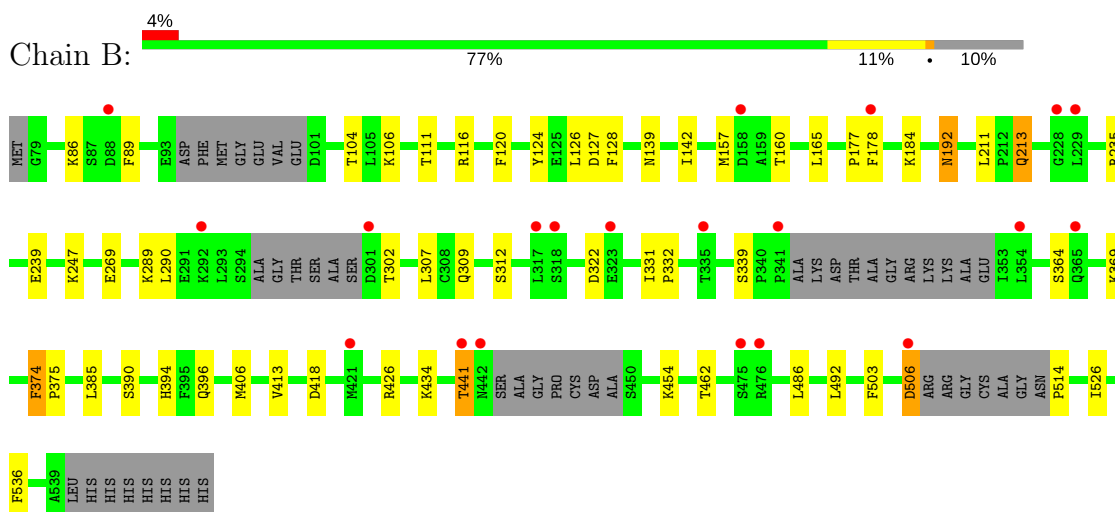 4%
Chain B:
77% 11% • 10%
MET G79 K86 S87 D88 F89 E93 ASP PHE MET GLY GLU VAL GLU D101 T104 L105 K106 T111 R116 F120 Y124 E125 L126 D127 F128 N139 I142 M157 D158 A159 T160 L165 P177 F178 K184 N192 L211 P212 Q213 G228 L229
E239 K247 E269 K289 L290 E291 K292 L293 S294 ALA GLY THR SER ALA SER D301 T302 L307 C308 Q309 S312 L317 S318 D322 E323 I331 P332 T335 S339 P340 P341 ALA LYS ASP THR ALA GLY ARG LYS LYS ALA GLU I353 L354 S364 Q365 K369
F374 P375 L385 S390 H394 F395 Q396 M406 V413 D418 M421 R426 K434 T441 N442 SER ALA GLY PRO CYS ASP ALA S450 K454 T462 S475 R476 L486 L492 F503 D506 ARG ARG GLY CYS ALA GLY ASN P514 I526
F536 A539 LEU HIS HIS HIS HIS HIS HIS HIS